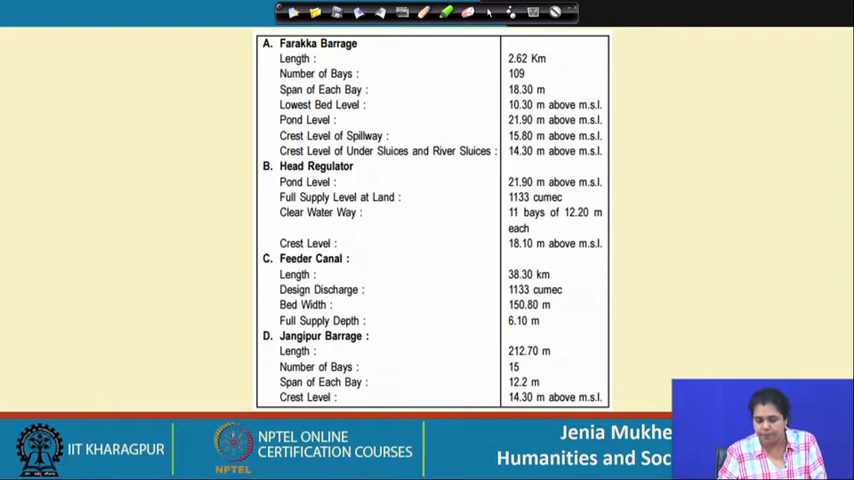 A. Farakka Barrage
Length : 2.62 Km
Number of Bays : 109
Span of Each Bay : 18.30 m
Lowest Bed Level : 10.30 m above m.s.l.
Pond Level : 21.90 m above m.s.l.
Crest Level of Spillway : 15.80 m above m.s.l.
Crest Level of Under Sluices and River Sluices : 14.30 m above m.s.l.
B. Head Regulator
Pond Level : 21.90 m above m.s.l.
Full Supply Level at Land : 1133 cumec
Clear Water Way : 11 bays of 12.20 m
each
Crest Level : 18.10 m above m.s.l.
C. Feeder Canal :
Length : 38.30 km
Design Discharge : 1133 cumec
Bed Width : 150.80 m
Full Supply Depth : 6.10 m
D. Jangipur Barrage :
Length : 212.70 m
Number of Bays : 15
Span of Each Bay : 12.2 m
Crest Level : 14.30 m above m.s.l.
IIT KHARAGPUR
NPTEL
NPTEL ONLINE
CERTIFICATION COURSES
Jenia Mukhe
Humanities and Soc